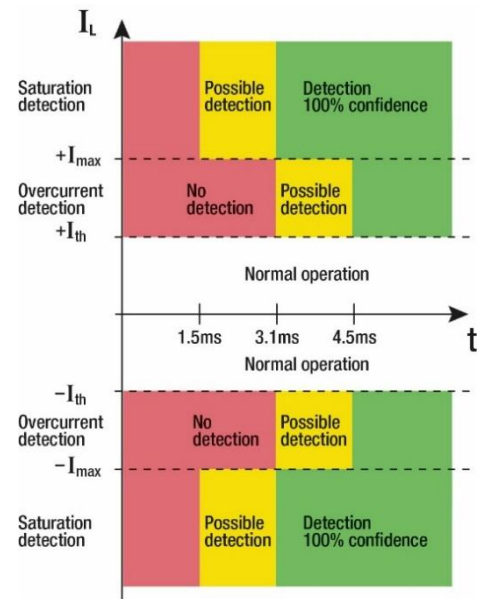 I_L
Saturation
detection
Possible
detection
Detection
100% confidence
+I_max
Overcurrent
detection
No
detection
Possible
detection
+I_th
Normal operation
1.5ms 3.1ms 4.5ms t
Normal operation
−I_th
Overcurrent
detection
No
detection
Possible
detection
−I_max
Saturation
detection
Possible
detection
Detection
100% confidence